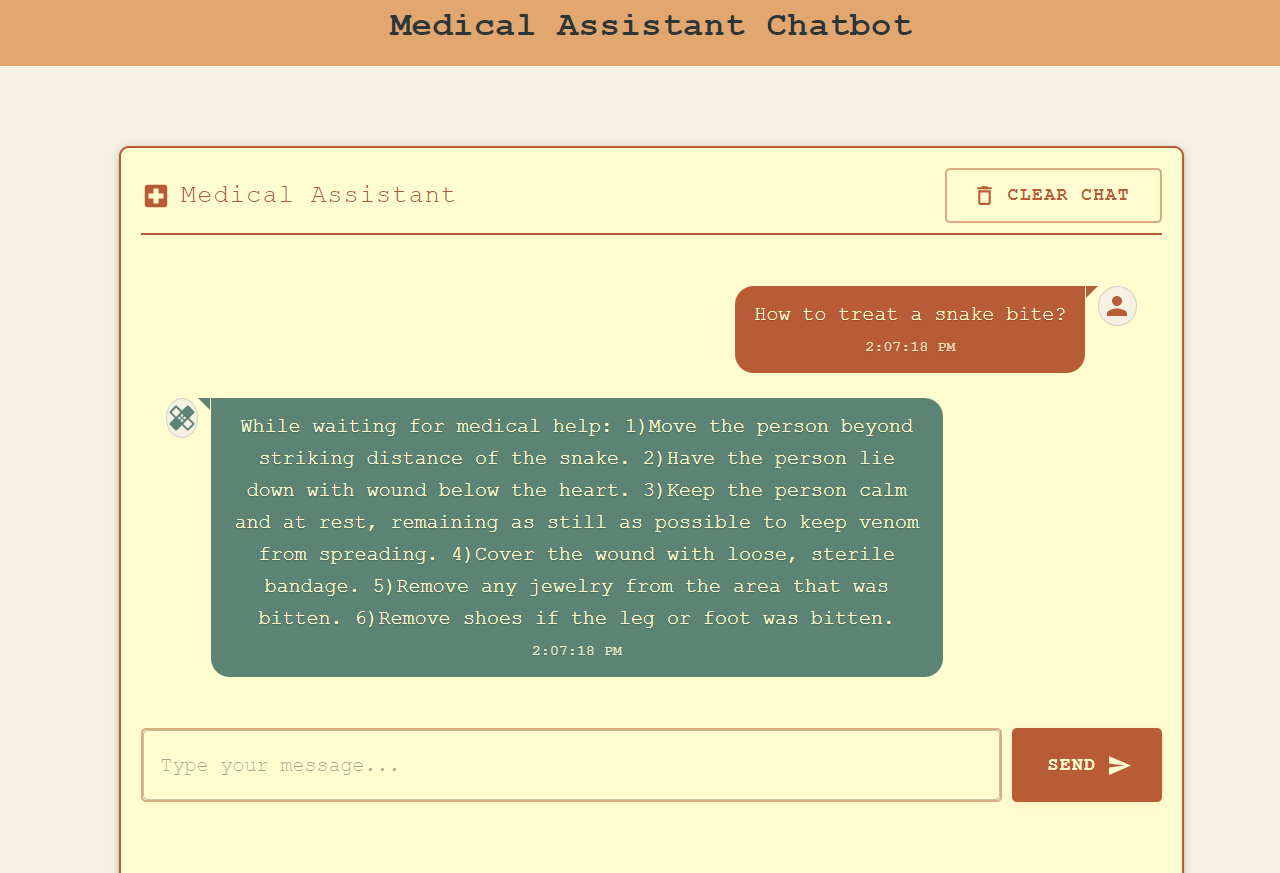 Medical Assistant Chatbot
Medical Assistant
CLEAR CHAT
How to treat a snake bite?
2:07:18 PM
While waiting for medical help: 1)Move the person beyond
striking distance of the snake. 2)Have the person lie
down with wound below the heart. 3)Keep the person calm
and at rest, remaining as still as possible to keep venom
from spreading. 4)Cover the wound with loose, sterile
bandage. 5)Remove any jewelry from the area that was
bitten. 6)Remove shoes if the leg or foot was bitten.
2:07:18 PM
Type your message...
SEND